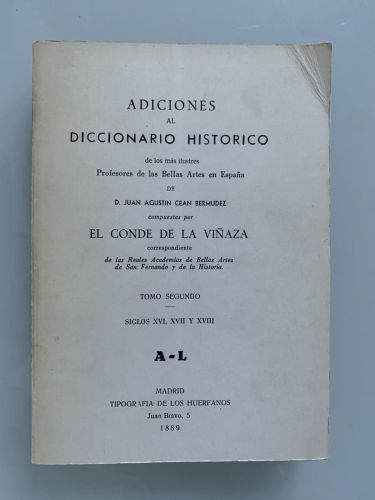 ADICIONES
AL
DICCIONARIO HISTORICO
de los más ilustres
Profesores de las Bellas Artes en España
DE
D. JUAN AGUSTIN CEAN BERMUDEZ
compuestas por
EL CONDE DE LA VIÑAZA
correspondiente
de las Reales Academias de Bellas Artes
de San Fernando y de la Historia.
TOMO SEGUNDO
SIGLOS XVI, XVII Y XVIII
A-L
MADRID
TIPOGRAFIA DE LOS HUERFANOS
Juan Bravo, 5
1889